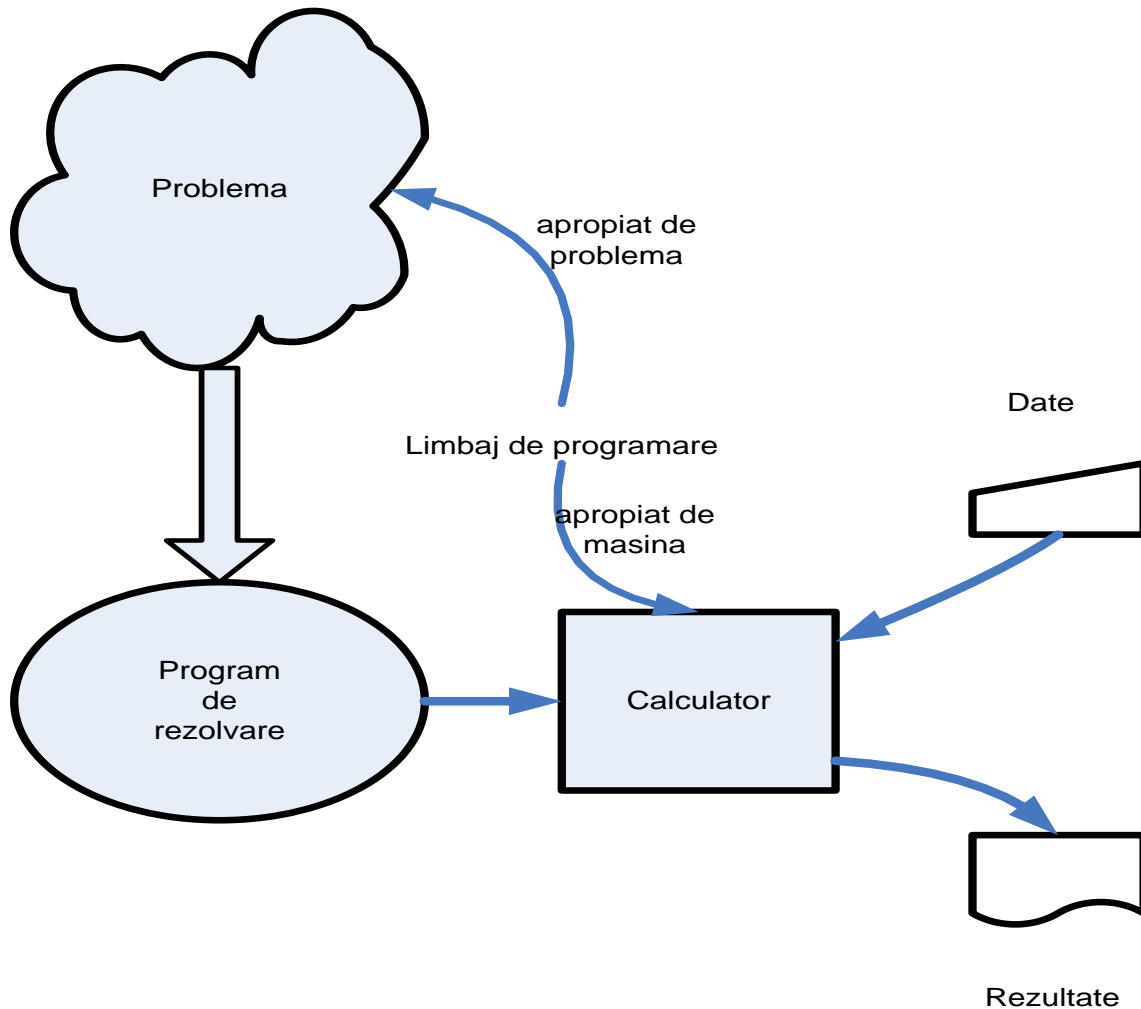 Problema
apropiat de
problema
Date
Limbaj de programare
apropiat de
masina
Program
de
rezolvare
Calculator
Rezultate